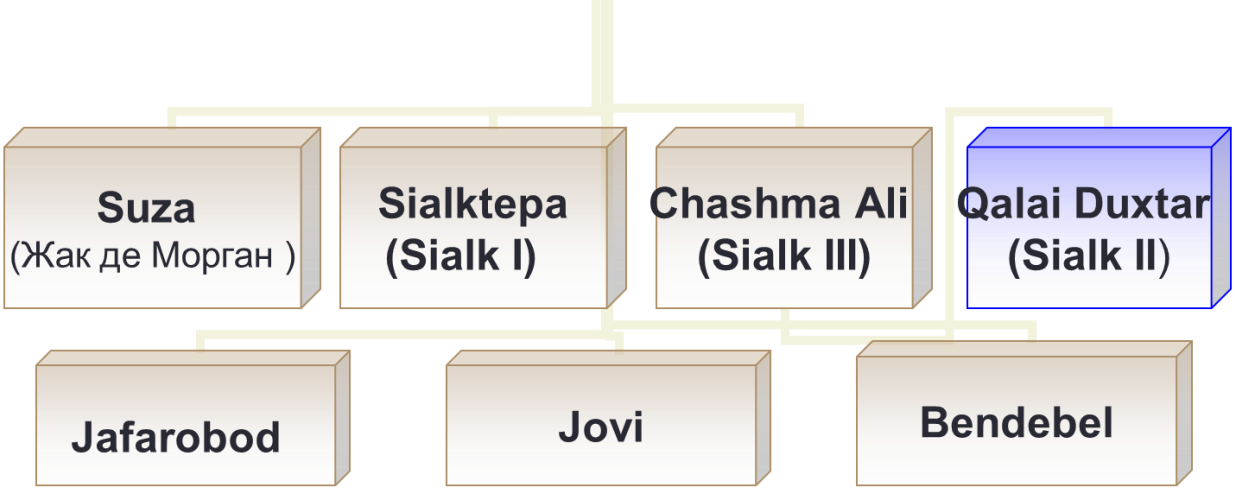 Suza
(Жак де Морган )
Sialktepa
(Sialk I)
Chashma Ali
(Sialk III)
Qalai Duxtar
(Sialk II)
Jafarobod
Jovi
Bendebel